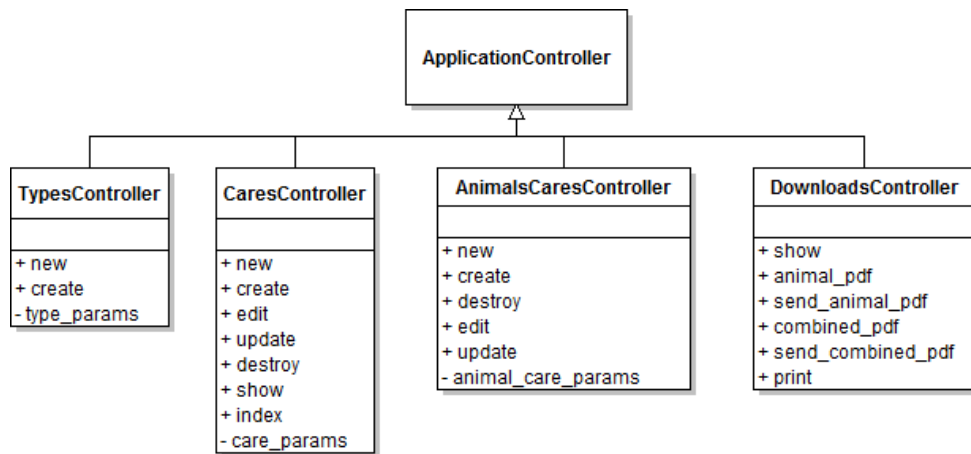 ApplicationController
TypesController
+ new
+ create
- type_params
CaresController
+ new
+ create
+ edit
+ update
+ destroy
+ show
+ index
- care_params
AnimalsCaresController
+ new
+ create
+ destroy
+ edit
+ update
- animal_care_params
DownloadsController
+ show
+ animal_pdf
+ send_animal_pdf
+ combined_pdf
+ send_combined_pdf
+ print